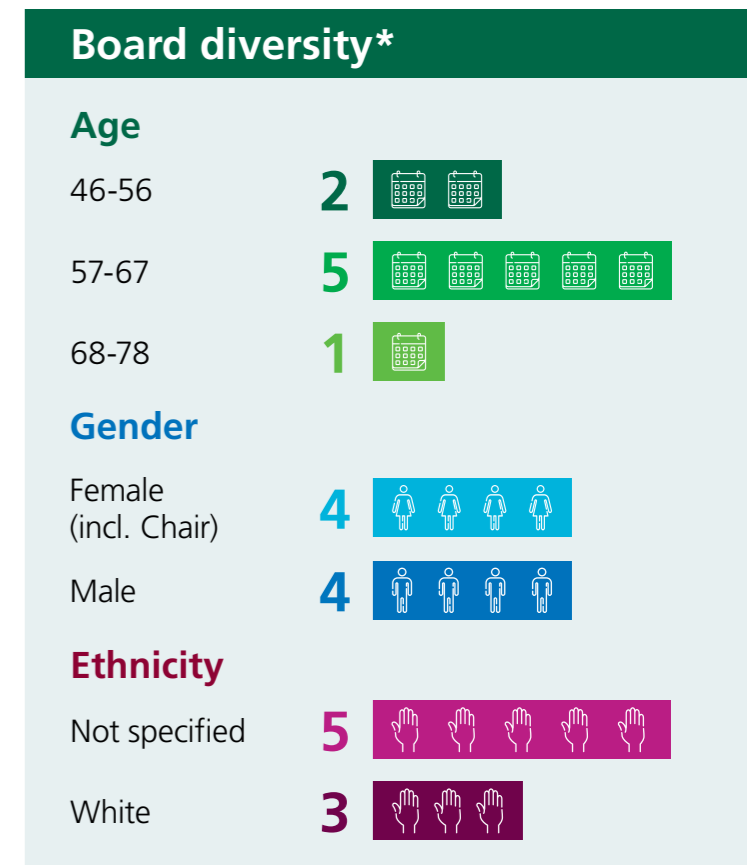 Board diversity*
Age
46-56 2
57-67 5
68-78 1
Gender
Female
(incl. Chair) 4
Male 4
Ethnicity
Not specified 5
White 3